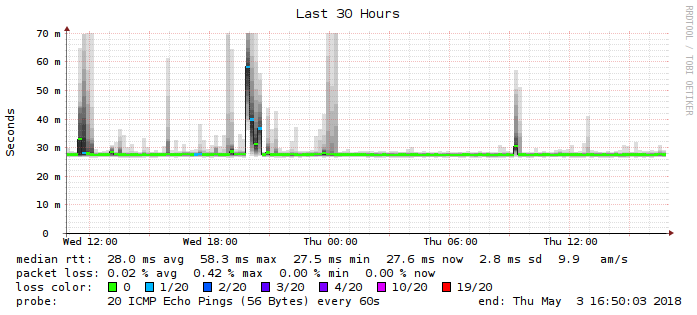 Last 30 Hours
RRDTOOL / TOBI OETIKER
Seconds
70 m
60 m
50 m
40 m
30 m
20 m
10 m
0
Wed 12:00 Wed 18:00 Thu 00:00 Thu 06:00 Thu 12:00
median rtt: 28.0 ms avg 58.3 ms max 27.5 ms min 27.6 ms now 2.8 ms sd 9.9 am/s
packet loss: 0.02 % avg 0.42 % max 0.00 % min 0.00 % now
loss color: 0 1/20 2/20 3/20 4/20 10/20 19/20
probe: 20 ICMP Echo Pings (56 Bytes) every 60s end: Thu May 3 16:50:03 2018